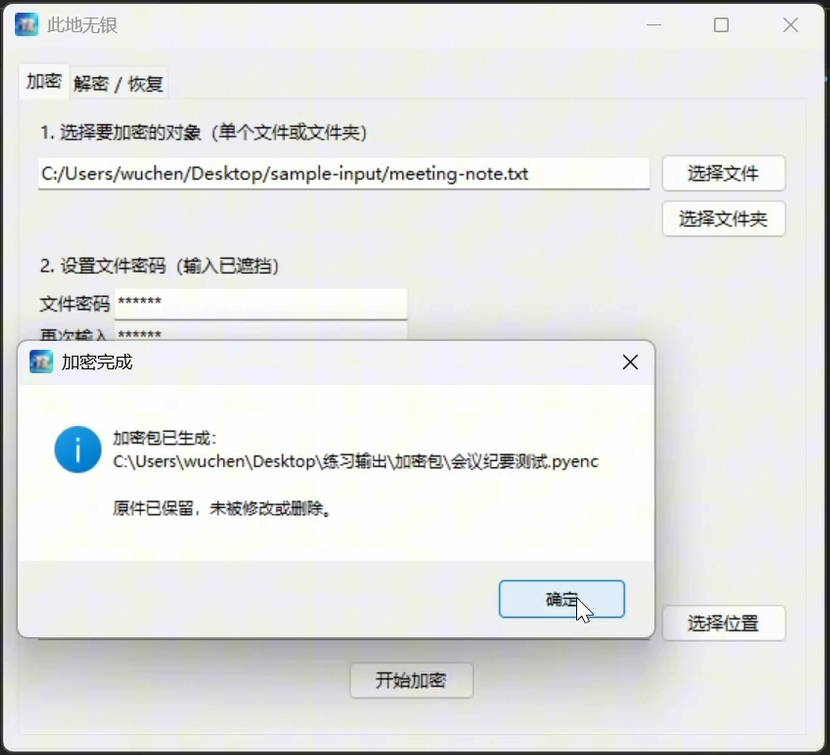 此地无银
加密 解密 / 恢复
1. 选择要加密的对象（单个文件或文件夹）
C:/Users/wuchen/Desktop/sample-input/meeting-note.txt 选择文件
选择文件夹
2. 设置文件密码（输入已遮挡）
文件密码 ******
再次输入 ******
加密完成
加密包已生成：
C:\Users\wuchen\Desktop\练习输出\加密包\会议纪要测试.pyenc
原件已保留，未被修改或删除。
确定
选择位置
开始加密